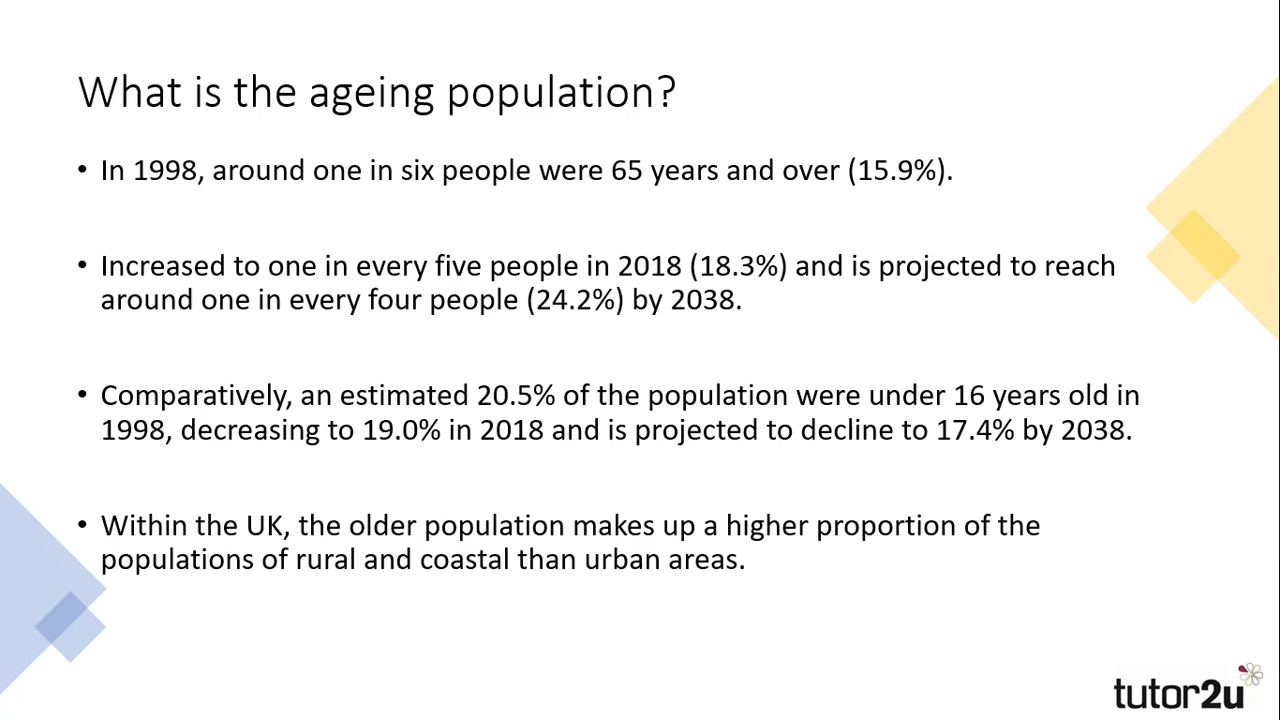 What is the ageing population?
• In 1998, around one in six people were 65 years and over (15.9%).
• Increased to one in every five people in 2018 (18.3%) and is projected to reach
around one in every four people (24.2%) by 2038.
• Comparatively, an estimated 20.5% of the population were under 16 years old in
1998, decreasing to 19.0% in 2018 and is projected to decline to 17.4% by 2038.
• Within the UK, the older population makes up a higher proportion of the
populations of rural and coastal than urban areas.
tutor2u